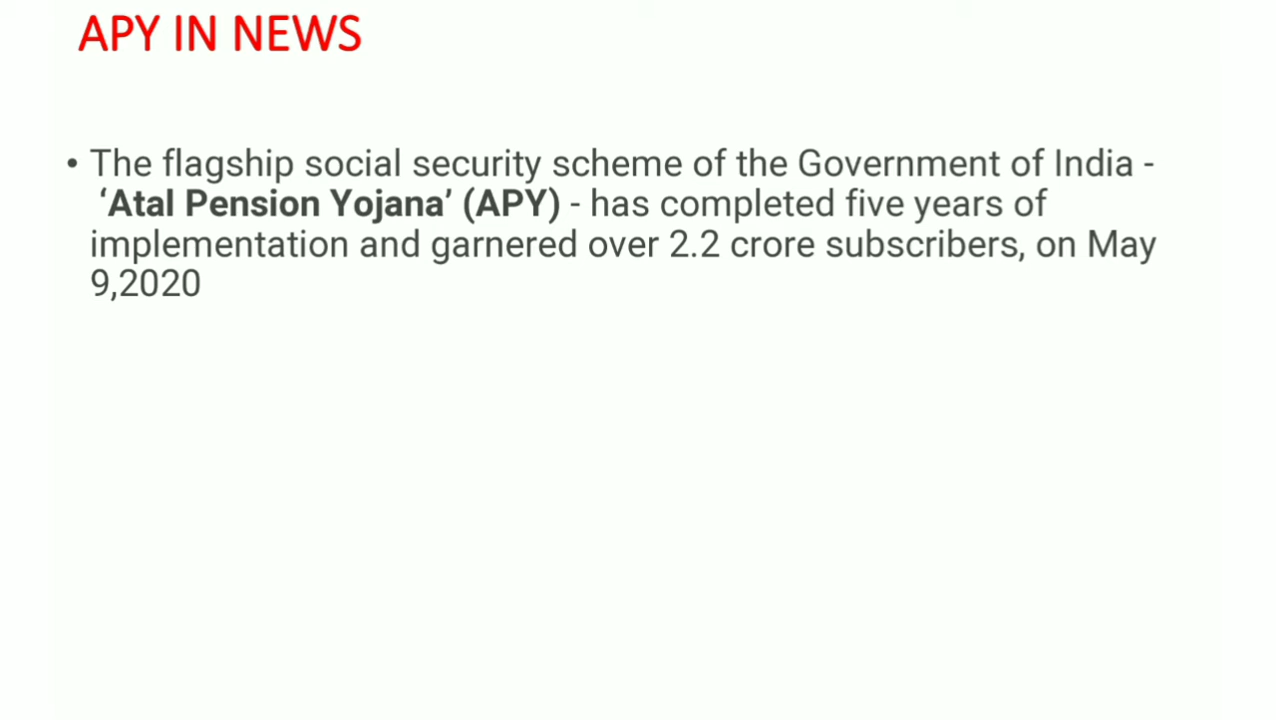 APY IN NEWS
• The flagship social security scheme of the Government of India -
‘Atal Pension Yojana’ (APY) - has completed five years of
implementation and garnered over 2.2 crore subscribers, on May
9,2020